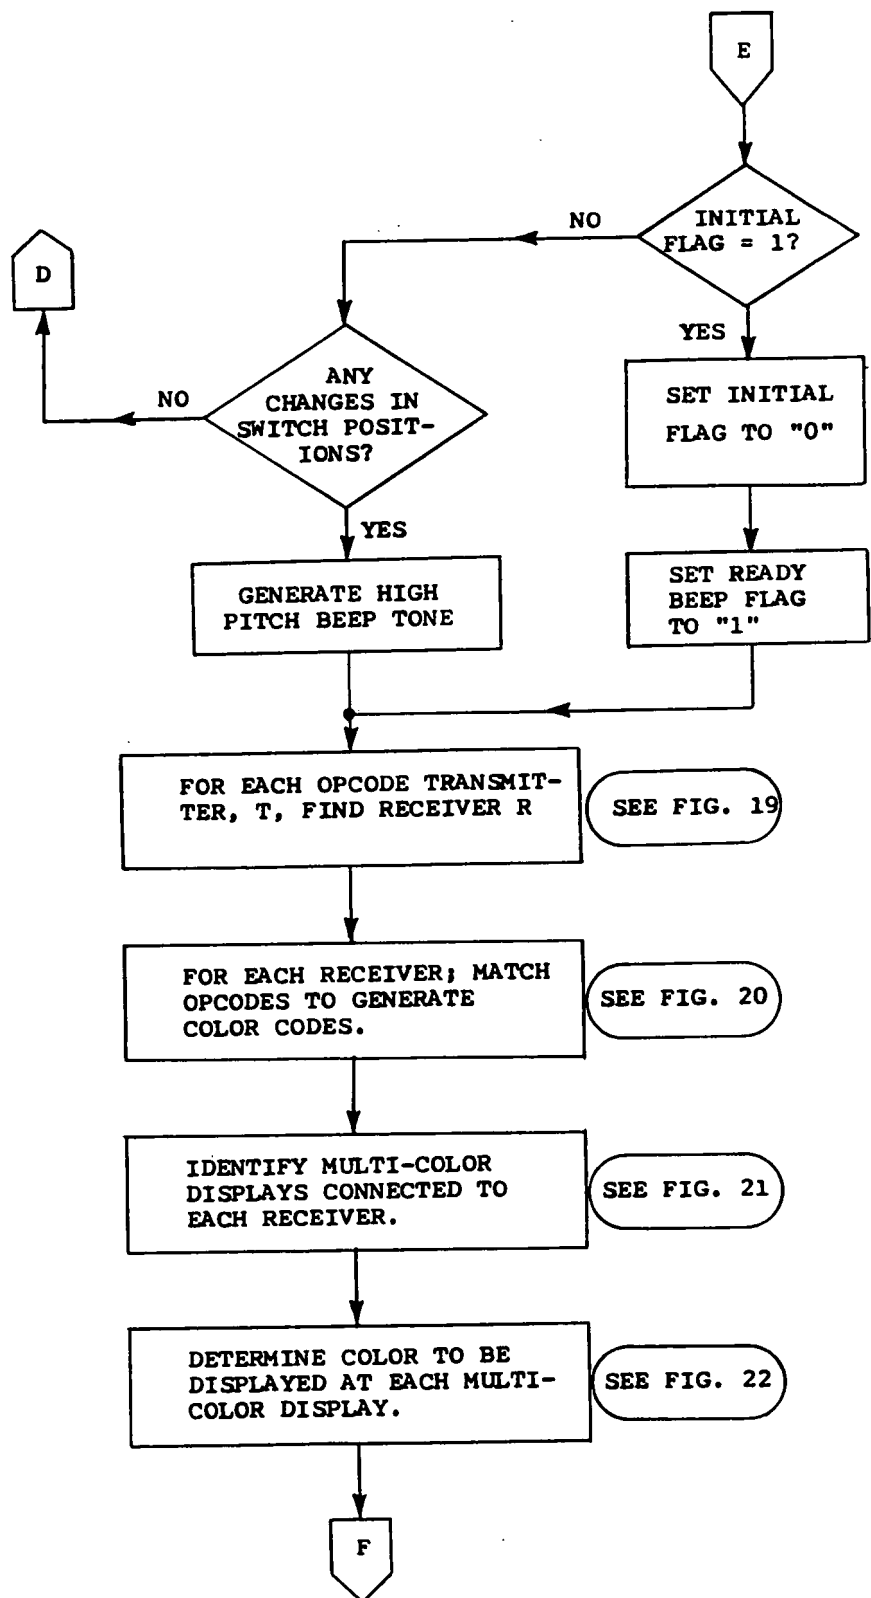 E
INITIAL
FLAG = 1?
NO
YES
D
ANY
CHANGES IN
SWITCH POSIT-
IONS?
NO
YES
SET INITIAL
FLAG TO "0"
SET READY
BEEP FLAG
TO "1"
GENERATE HIGH
PITCH BEEP TONE
FOR EACH OPCODE TRANSMIT-
TER, T, FIND RECEIVER R
SEE FIG. 19
FOR EACH RECEIVER; MATCH
OPCODES TO GENERATE
COLOR CODES.
SEE FIG. 20
IDENTIFY MULTI-COLOR
DISPLAYS CONNECTED TO
EACH RECEIVER.
SEE FIG. 21
DETERMINE COLOR TO BE
DISPLAYED AT EACH MULTI-
COLOR DISPLAY.
SEE FIG. 22
F